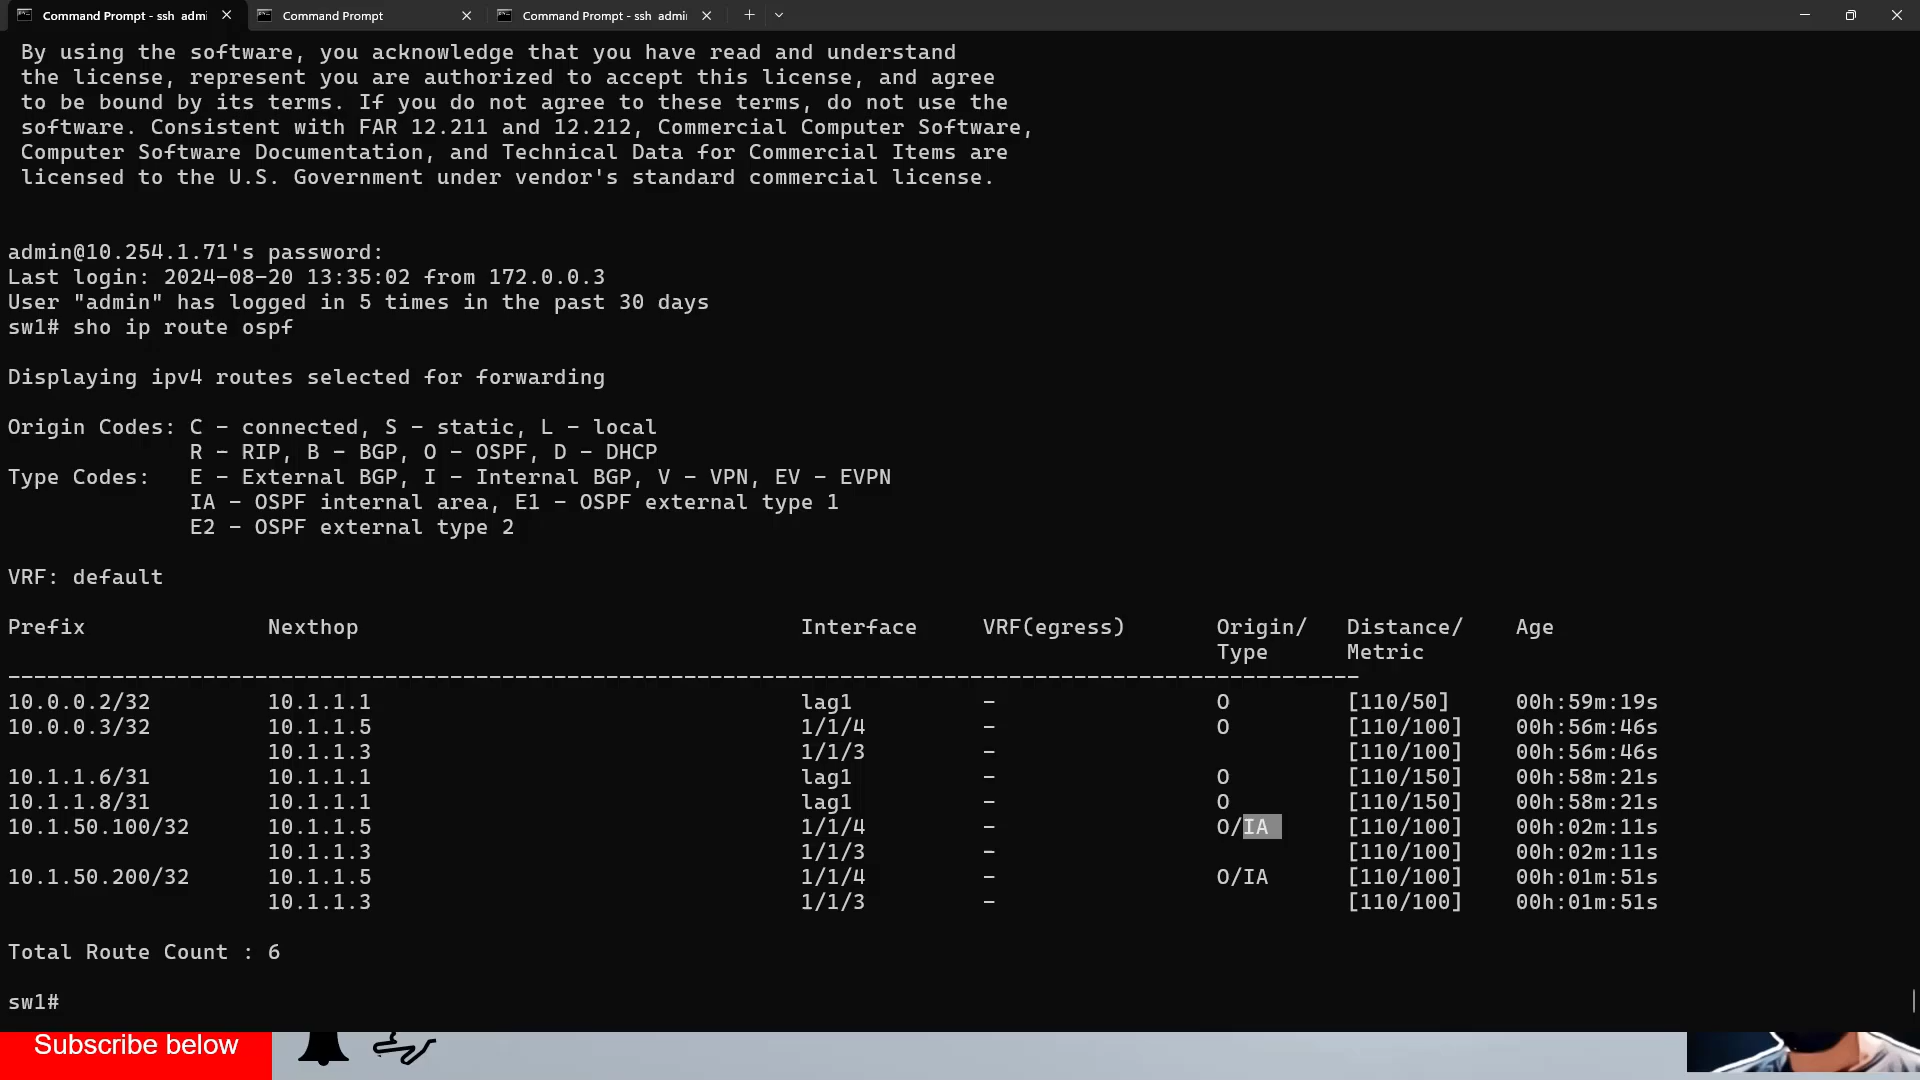 Command Prompt - ssh admi
Command Prompt
Command Prompt - ssh admi
By using the software, you acknowledge that you have read and understand
the license, represent you are authorized to accept this license, and agree
to be bound by its terms. If you do not agree to these terms, do not use the
software. Consistent with FAR 12.211 and 12.212, Commercial Computer Software,
Computer Software Documentation, and Technical Data for Commercial Items are
licensed to the U.S. Government under vendor's standard commercial license.
admin@10.254.1.71's password:
Last login: 2024-08-20 13:35:02 from 172.0.0.3
User "admin" has logged in 5 times in the past 30 days
sw1# sho ip route ospf
Displaying ipv4 routes selected for forwarding
Origin Codes: C - connected, S - static, L - local
R - RIP, B - BGP, O - OSPF, D - DHCP
Type Codes: E - External BGP, I - Internal BGP, V - VPN, EV - EVPN
IA - OSPF internal area, E1 - OSPF external type 1
E2 - OSPF external type 2
VRF: default
Prefix Nexthop Interface VRF(egress) Origin/ Distance/ Age
Type Metric
--------------------------------------------------------------------------------------------------------
10.0.0.2/32 10.1.1.1 lag1 - O [110/50] 00h:59m:19s
10.0.0.3/32 10.1.1.5 1/1/4 - O [110/100] 00h:56m:46s
10.1.1.3 1/1/3 - [110/100] 00h:56m:46s
10.1.1.6/31 10.1.1.1 lag1 - O [110/150] 00h:58m:21s
10.1.1.8/31 10.1.1.1 lag1 - O [110/150] 00h:58m:21s
10.1.50.100/32 10.1.1.5 1/1/4 - O/IA [110/100] 00h:02m:11s
10.1.1.3 1/1/3 - [110/100] 00h:02m:11s
10.1.50.200/32 10.1.1.5 1/1/4 - O/IA [110/100] 00h:01m:51s
10.1.1.3 1/1/3 - [110/100] 00h:01m:51s
Total Route Count : 6
sw1#
Subscribe below